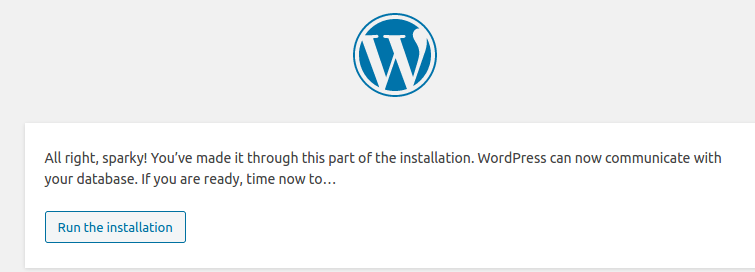 All right, sparky! You’ve made it through this part of the installation. WordPress can now communicate with
your database. If you are ready, time now to…
Run the installation